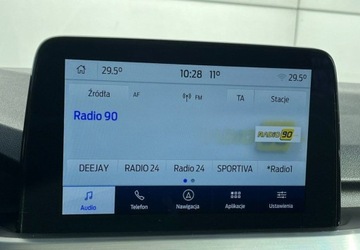 29.5° 10:28 11° 29.5°
Źródła AF FM TA Stacje
Radio 90
RADIO 90
DEEJAY RADIO 24 Radio 24 SPORTIVA *Radio1
Audio Telefon Nawigacja Aplikacje Ustawienia